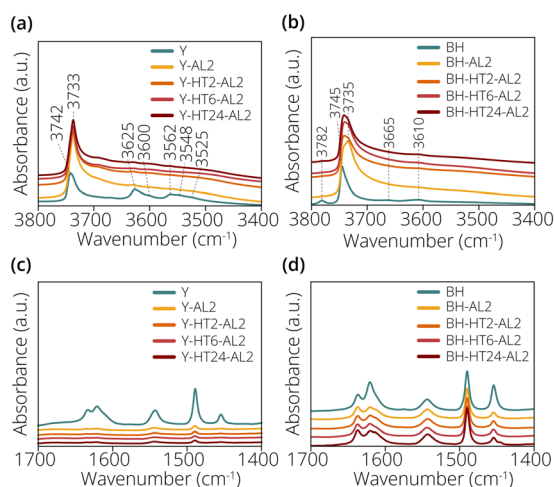 (a)
Absorbance (a.u.)
Y
Y-AL2
Y-HT2-AL2
Y-HT6-AL2
Y-HT24-AL2
3742
3733
3625
3600
3562
3548
3525
3800 3700 3600 3500 3400
Wavenumber (cm-1)
(b)
Absorbance (a.u.)
BH
BH-AL2
BH-HT2-AL2
BH-HT6-AL2
BH-HT24-AL2
3782
3745
3735
3665
3610
3800 3700 3600 3500 3400
Wavenumber (cm-1)
(c)
Absorbance (a.u.)
Y
Y-AL2
Y-HT2-AL2
Y-HT6-AL2
Y-HT24-AL2
1700 1600 1500 1400
Wavenumber (cm-1)
(d)
Absorbance (a.u.)
BH
BH-AL2
BH-HT2-AL2
BH-HT6-AL2
BH-HT24-AL2
1700 1600 1500 1400
Wavenumber (cm-1)